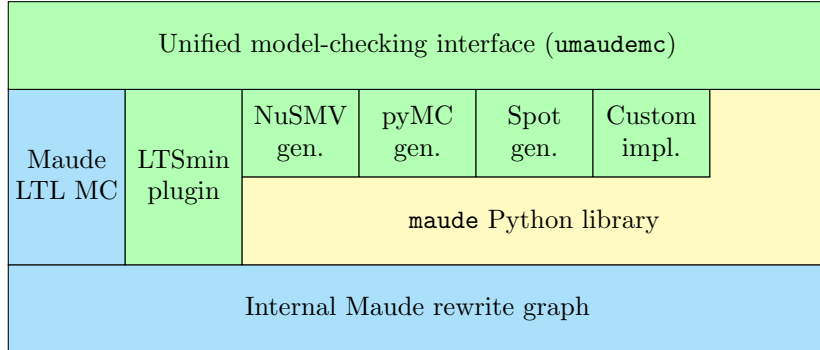 Unified model-checking interface (umaudemc)
Maude
LTL MC
LTSmin
plugin
NuSMV
gen.
pyMC
gen.
Spot
gen.
Custom
impl.
maude Python library
Internal Maude rewrite graph